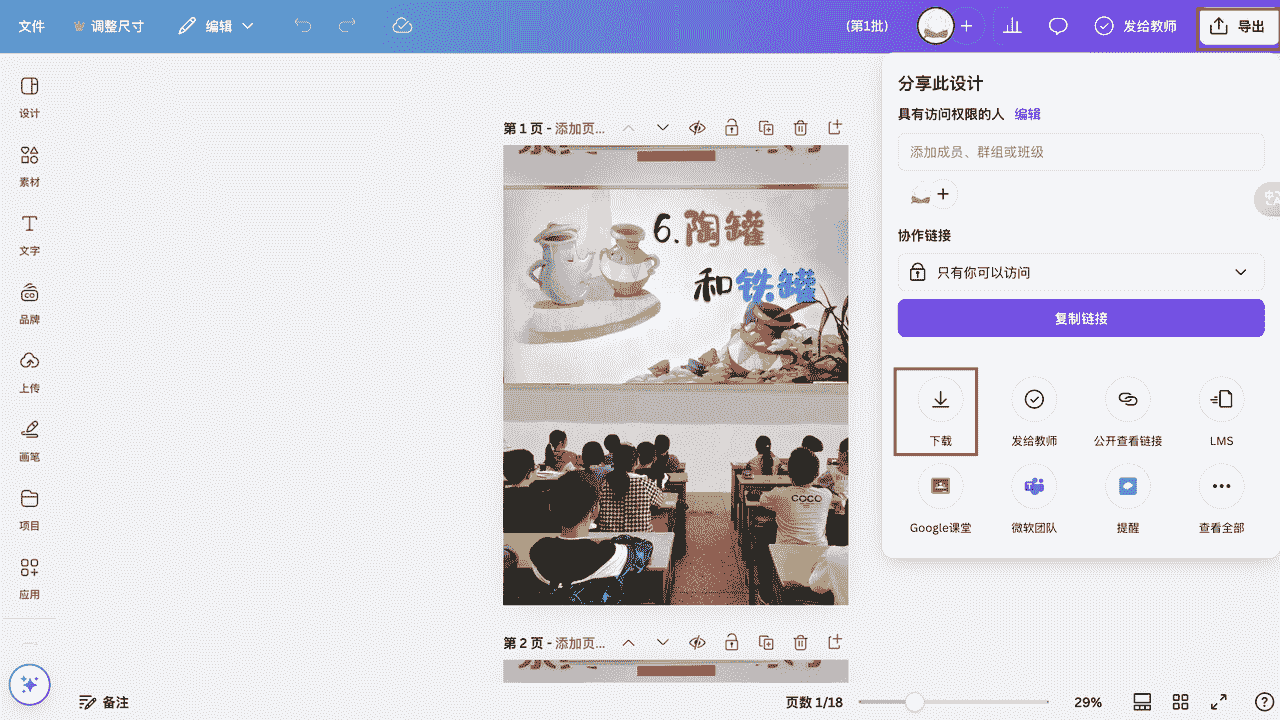 文件 调整尺寸 编辑 (第1批) 发给教师 导出
设计
素材
文字
品牌
上传
画笔
项目
应用
第 1 页 - 添加页...
6.陶罐
和铁罐
COCO
第 2 页 - 添加页...
分享此设计
具有访问权限的人 编辑
添加成员、群组或班级
协作链接
只有你可以访问
复制链接
下载 发给教师 公开查看链接 LMS
Google课堂 微软团队 提醒 查看全部
备注 页数 1/18 29%